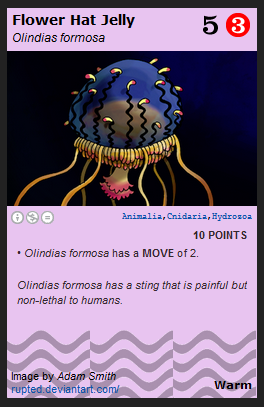 Flower Hat Jelly
Olindias formosa
5 3
Animalia,Cnidaria,Hydrozoa
10 POINTS
• Olindias formosa has a MOVE of 2.
Olindias formosa has a sting that is painful but
non-lethal to humans.
Image by Adam Smith
rupted.deviantart.com/
Warm